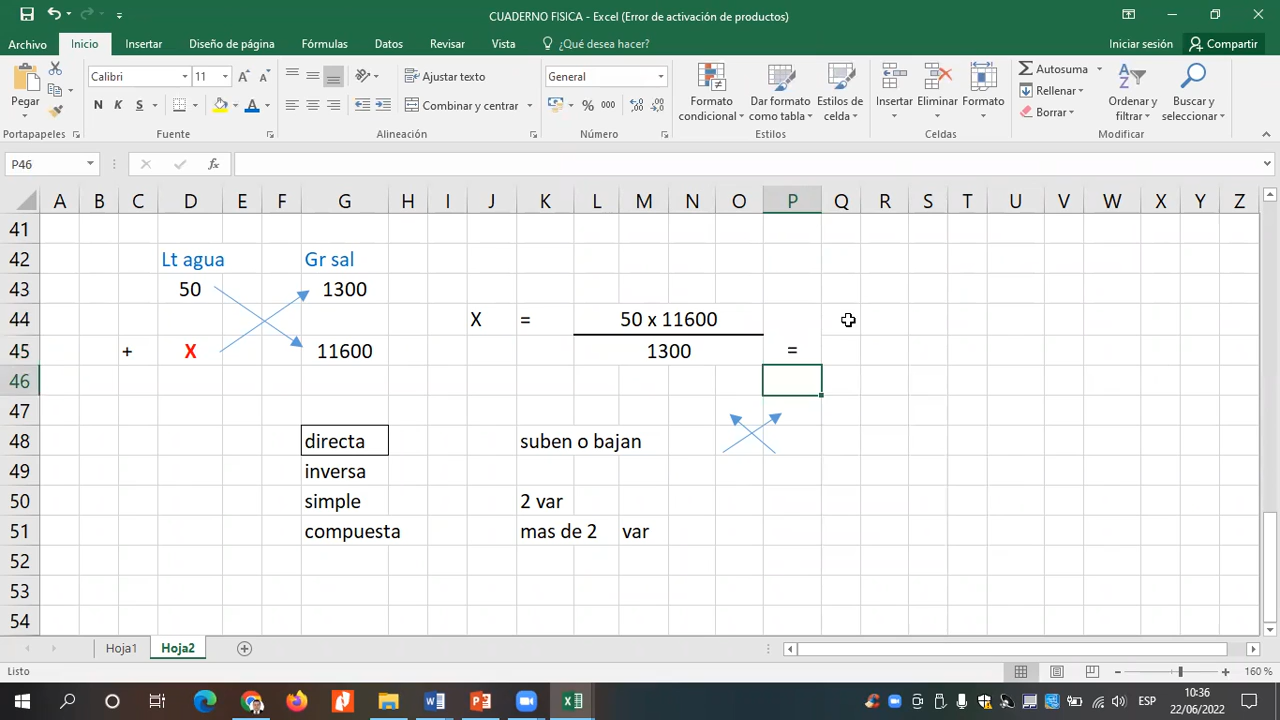 CUADERNO FISICA - Excel (Error de activación de productos)
Archivo Inicio Insertar Diseño de página Fórmulas Datos Revisar Vista ¿Qué desea hacer? Iniciar sesión Compartir
Pegar
Calibri 11
N K S
Ajustar texto
Combinar y centrar
General
% 000
Formato condicional
Dar formato como tabla
Estilos de celda
Insertar Eliminar Formato
Autosuma
Rellenar
Borrar
Ordenar y filtrar
Buscar y seleccionar
Portapapeles Fuente Alineación Número Estilos Celdas Modificar
P46 fx
A B C D E F G H I J K L M N O P Q R S T U V W X Y Z
41
42 Lt agua Gr sal
43 50 1300
44 X = 50 x 11600
45 + X 11600 1300 =
46
47
48 directa suben o bajan
49 inversa
50 simple 2 var
51 compuesta mas de 2 var
52
53
54
Hoja1 Hoja2
Listo 160 %
ESP 10:36
22/06/2022